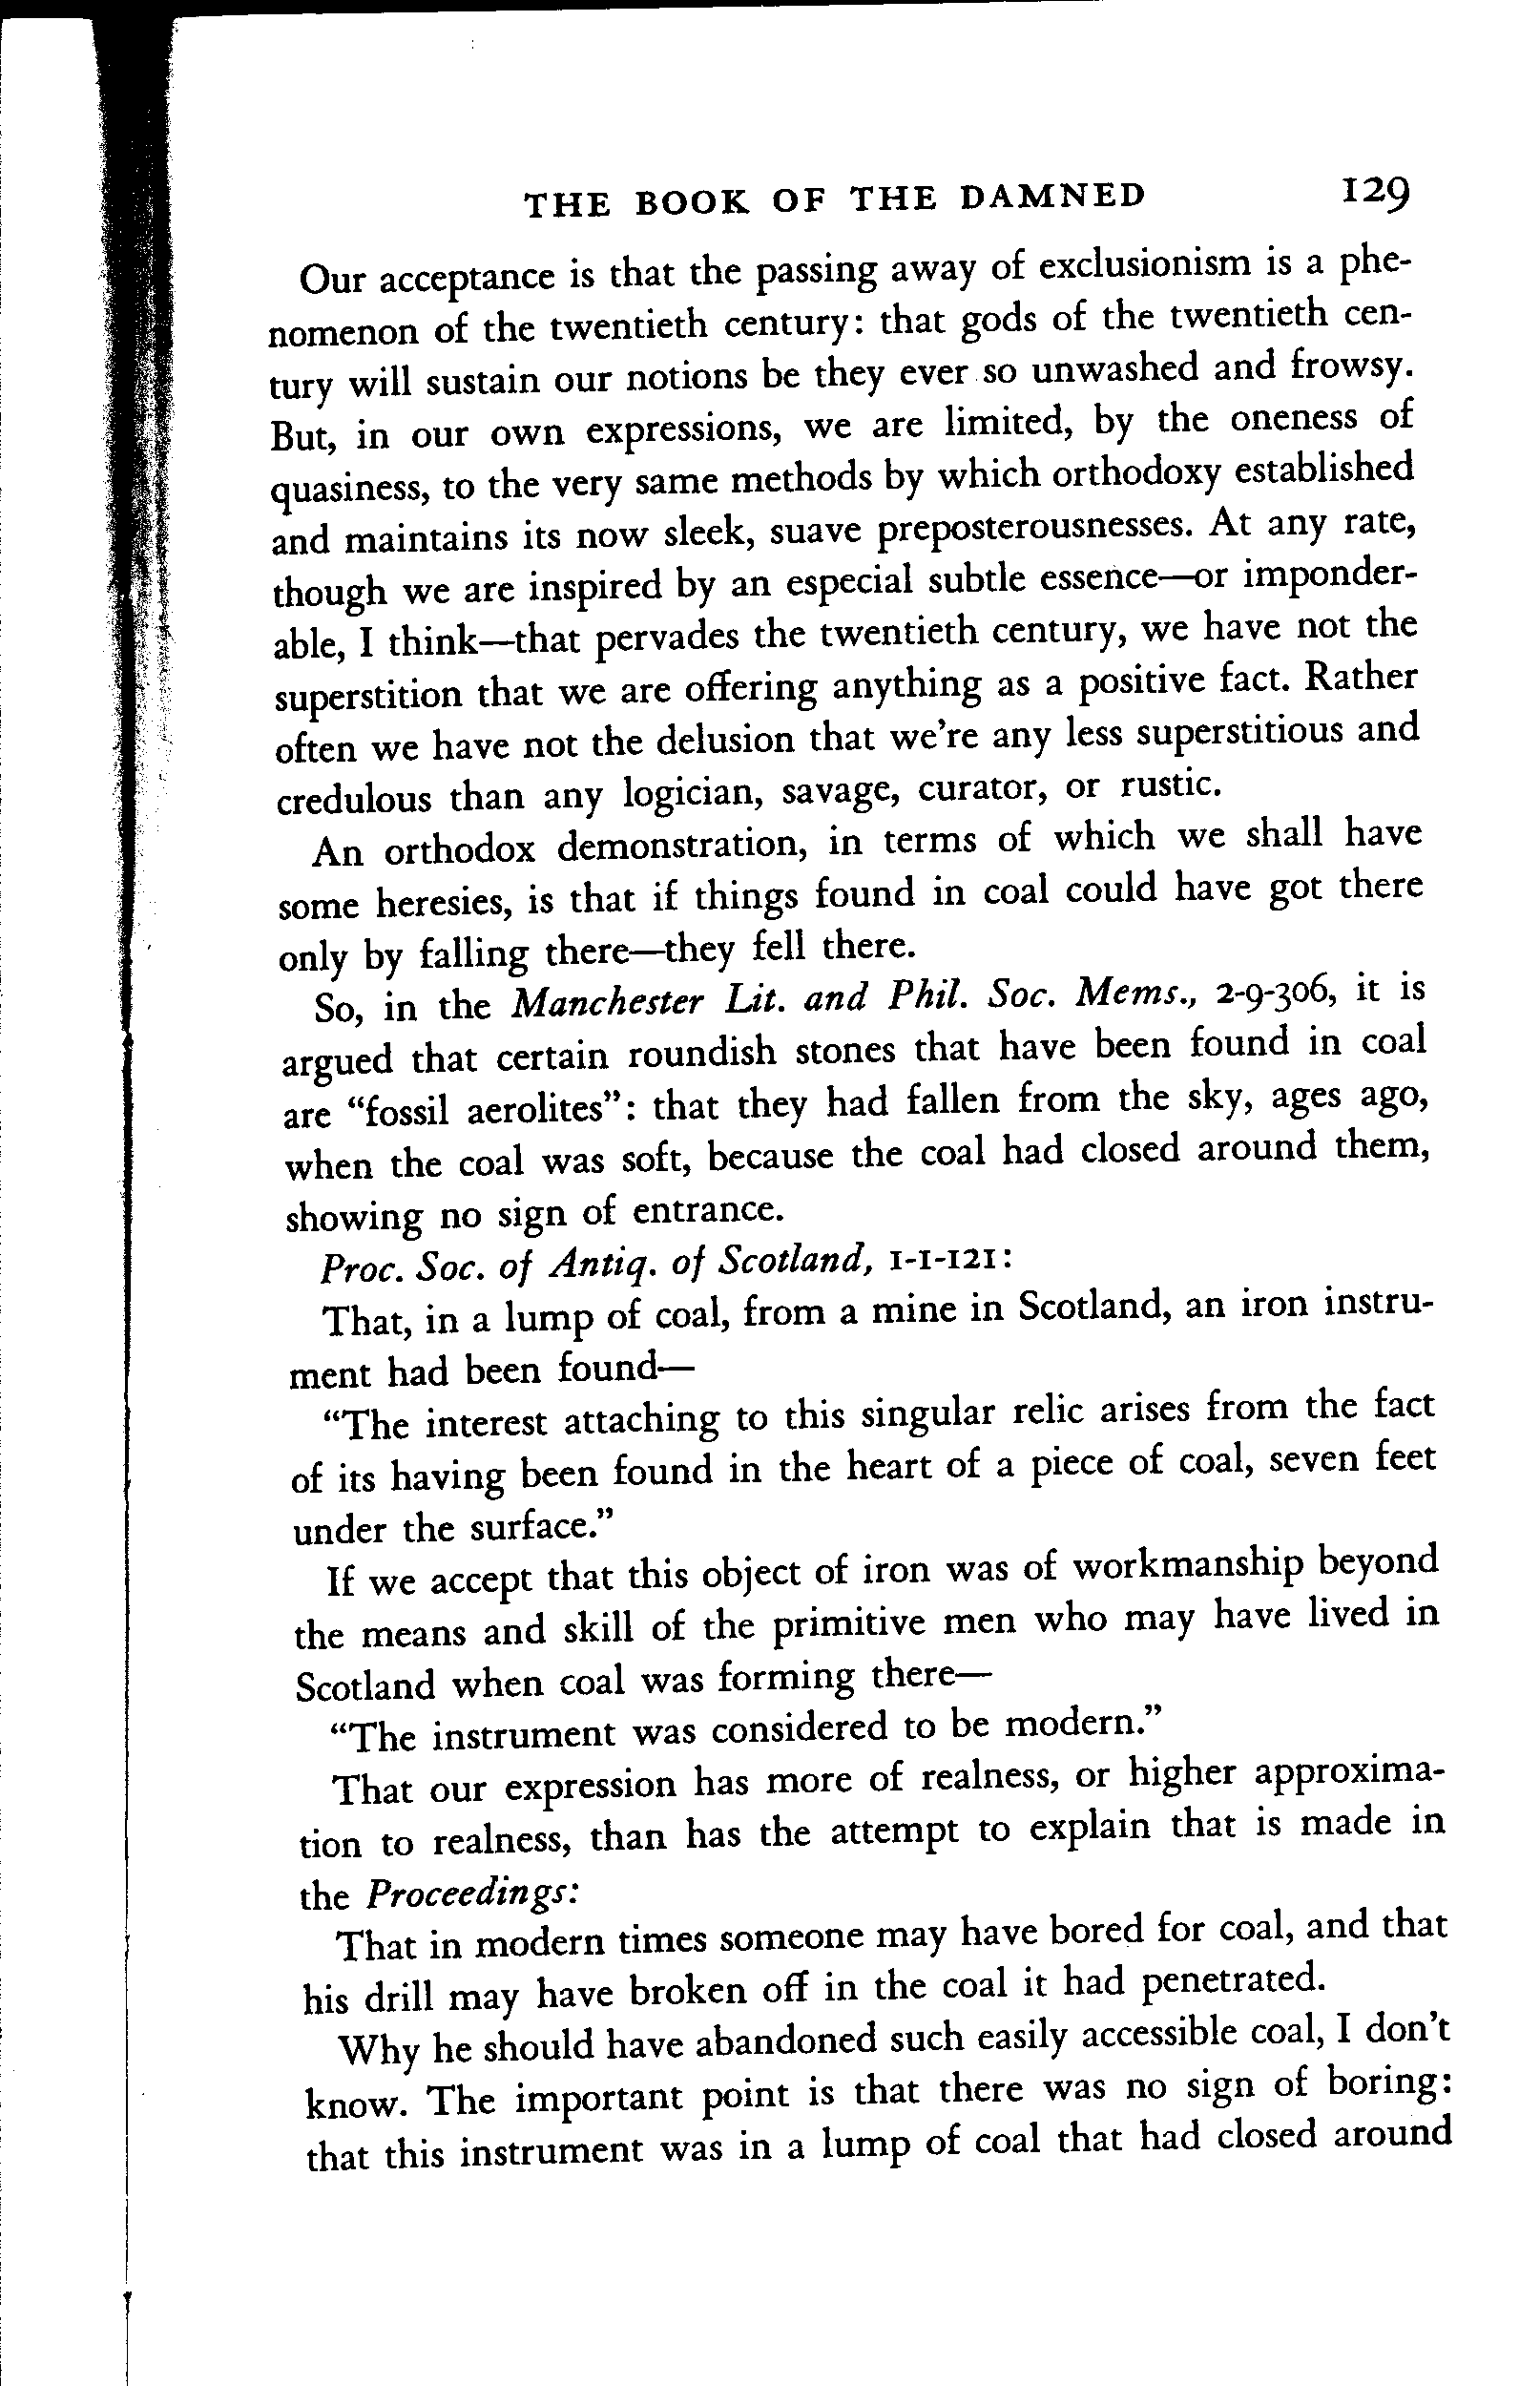 THE BOOK OF THE DAMNED 129
Our acceptance is that the passing away of exclusionism is a phe-
nomenon of the twentieth century: that gods of the twentieth cen-
tury will sustain our notions be they ever so unwashed and frowsy.
But, in our own expressions, we are limited, by the oneness of
quasiness, to the very same methods by which orthodoxy established
and maintains its now sleek, suave preposterousnesses. At any rate,
though we are inspired by an especial subtle essence—or imponder-
able, I think—that pervades the twentieth century, we have not the
superstition that we are offering anything as a positive fact. Rather
often we have not the delusion that we're any less superstitious and
credulous than any logician, savage, curator, or rustic.
An orthodox demonstration, in terms of which we shall have
some heresies, is that if things found in coal could have got there
only by falling there—they fell there.
So, in the Manchester Lit. and Phil. Soc. Mems., 2-9-306, it is
argued that certain roundish stones that have been found in coal
are "fossil aerolites": that they had fallen from the sky, ages ago,
when the coal was soft, because the coal had closed around them,
showing no sign of entrance.
Proc. Soc. of Antiq. of Scotland, 1-1-121:
That, in a lump of coal, from a mine in Scotland, an iron instru-
ment had been found—
"The interest attaching to this singular relic arises from the fact
of its having been found in the heart of a piece of coal, seven feet
under the surface."
If we accept that this object of iron was of workmanship beyond
the means and skill of the primitive men who may have lived in
Scotland when coal was forming there—
"The instrument was considered to be modern."
That our expression has more of realness, or higher approxima-
tion to realness, than has the attempt to explain that is made in
the Proceedings:
That in modern times someone may have bored for coal, and that
his drill may have broken off in the coal it had penetrated.
Why he should have abandoned such easily accessible coal, I don't
know. The important point is that there was no sign of boring:
that this instrument was in a lump of coal that had closed around